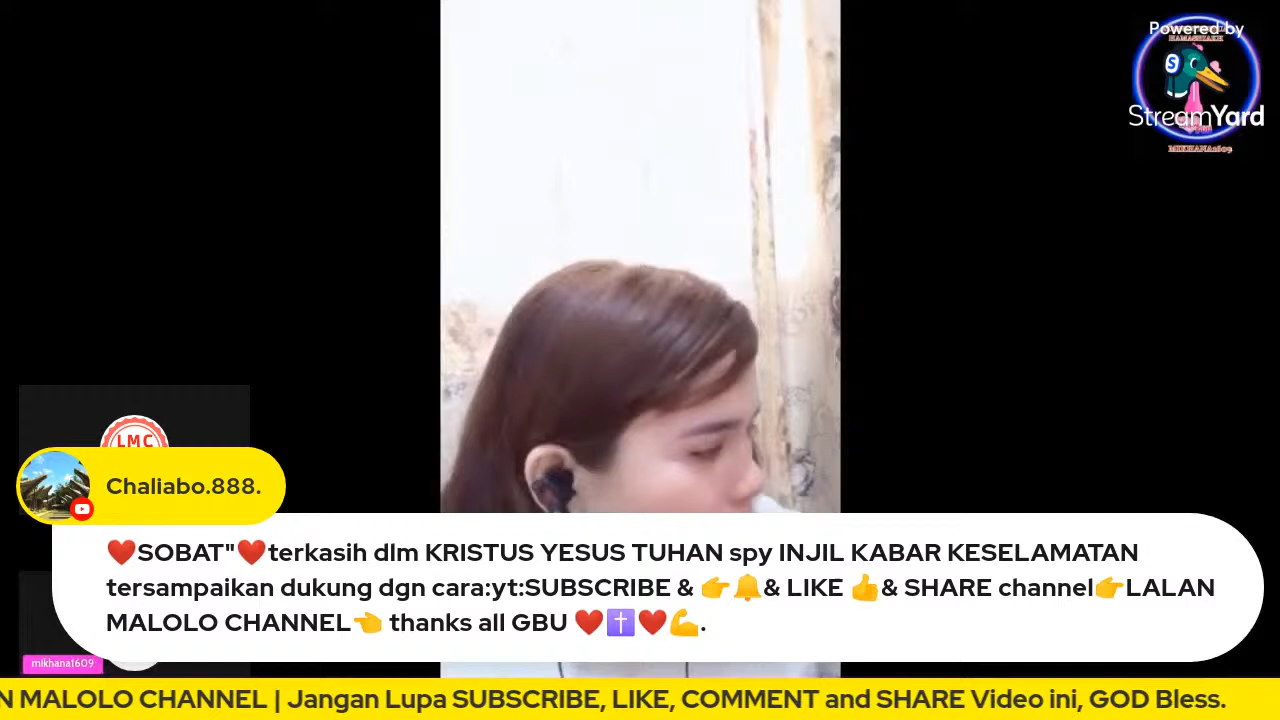 Powered by
HAMASHIAKH
S
StreamYard
MIKHANA1609
LMC
Chaliabo.888.
❤️SOBAT"❤️terkasih dlm KRISTUS YESUS TUHAN spy INJIL KABAR KESELAMATAN
tersampaikan dukung dgn cara:yt:SUBSCRIBE & 👉🔔& LIKE 👍& SHARE channel👉LALAN
MALOLO CHANNEL👈 thanks all GBU ❤️✝️❤️💪.
mikhana1609
N MALOLO CHANNEL | Jangan Lupa SUBSCRIBE, LIKE, COMMENT and SHARE Video ini, GOD Bless.